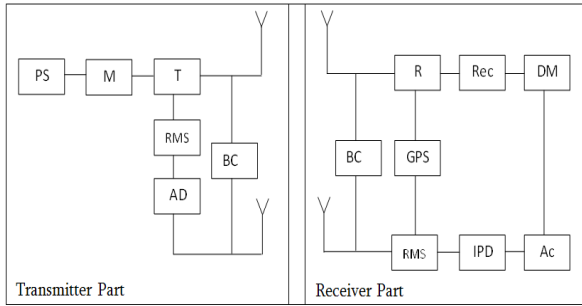 PS
M
T
RMS
BC
AD
Transmitter Part
R
Rec
DM
BC
GPS
RMS
IPD
Ac
Receiver Part